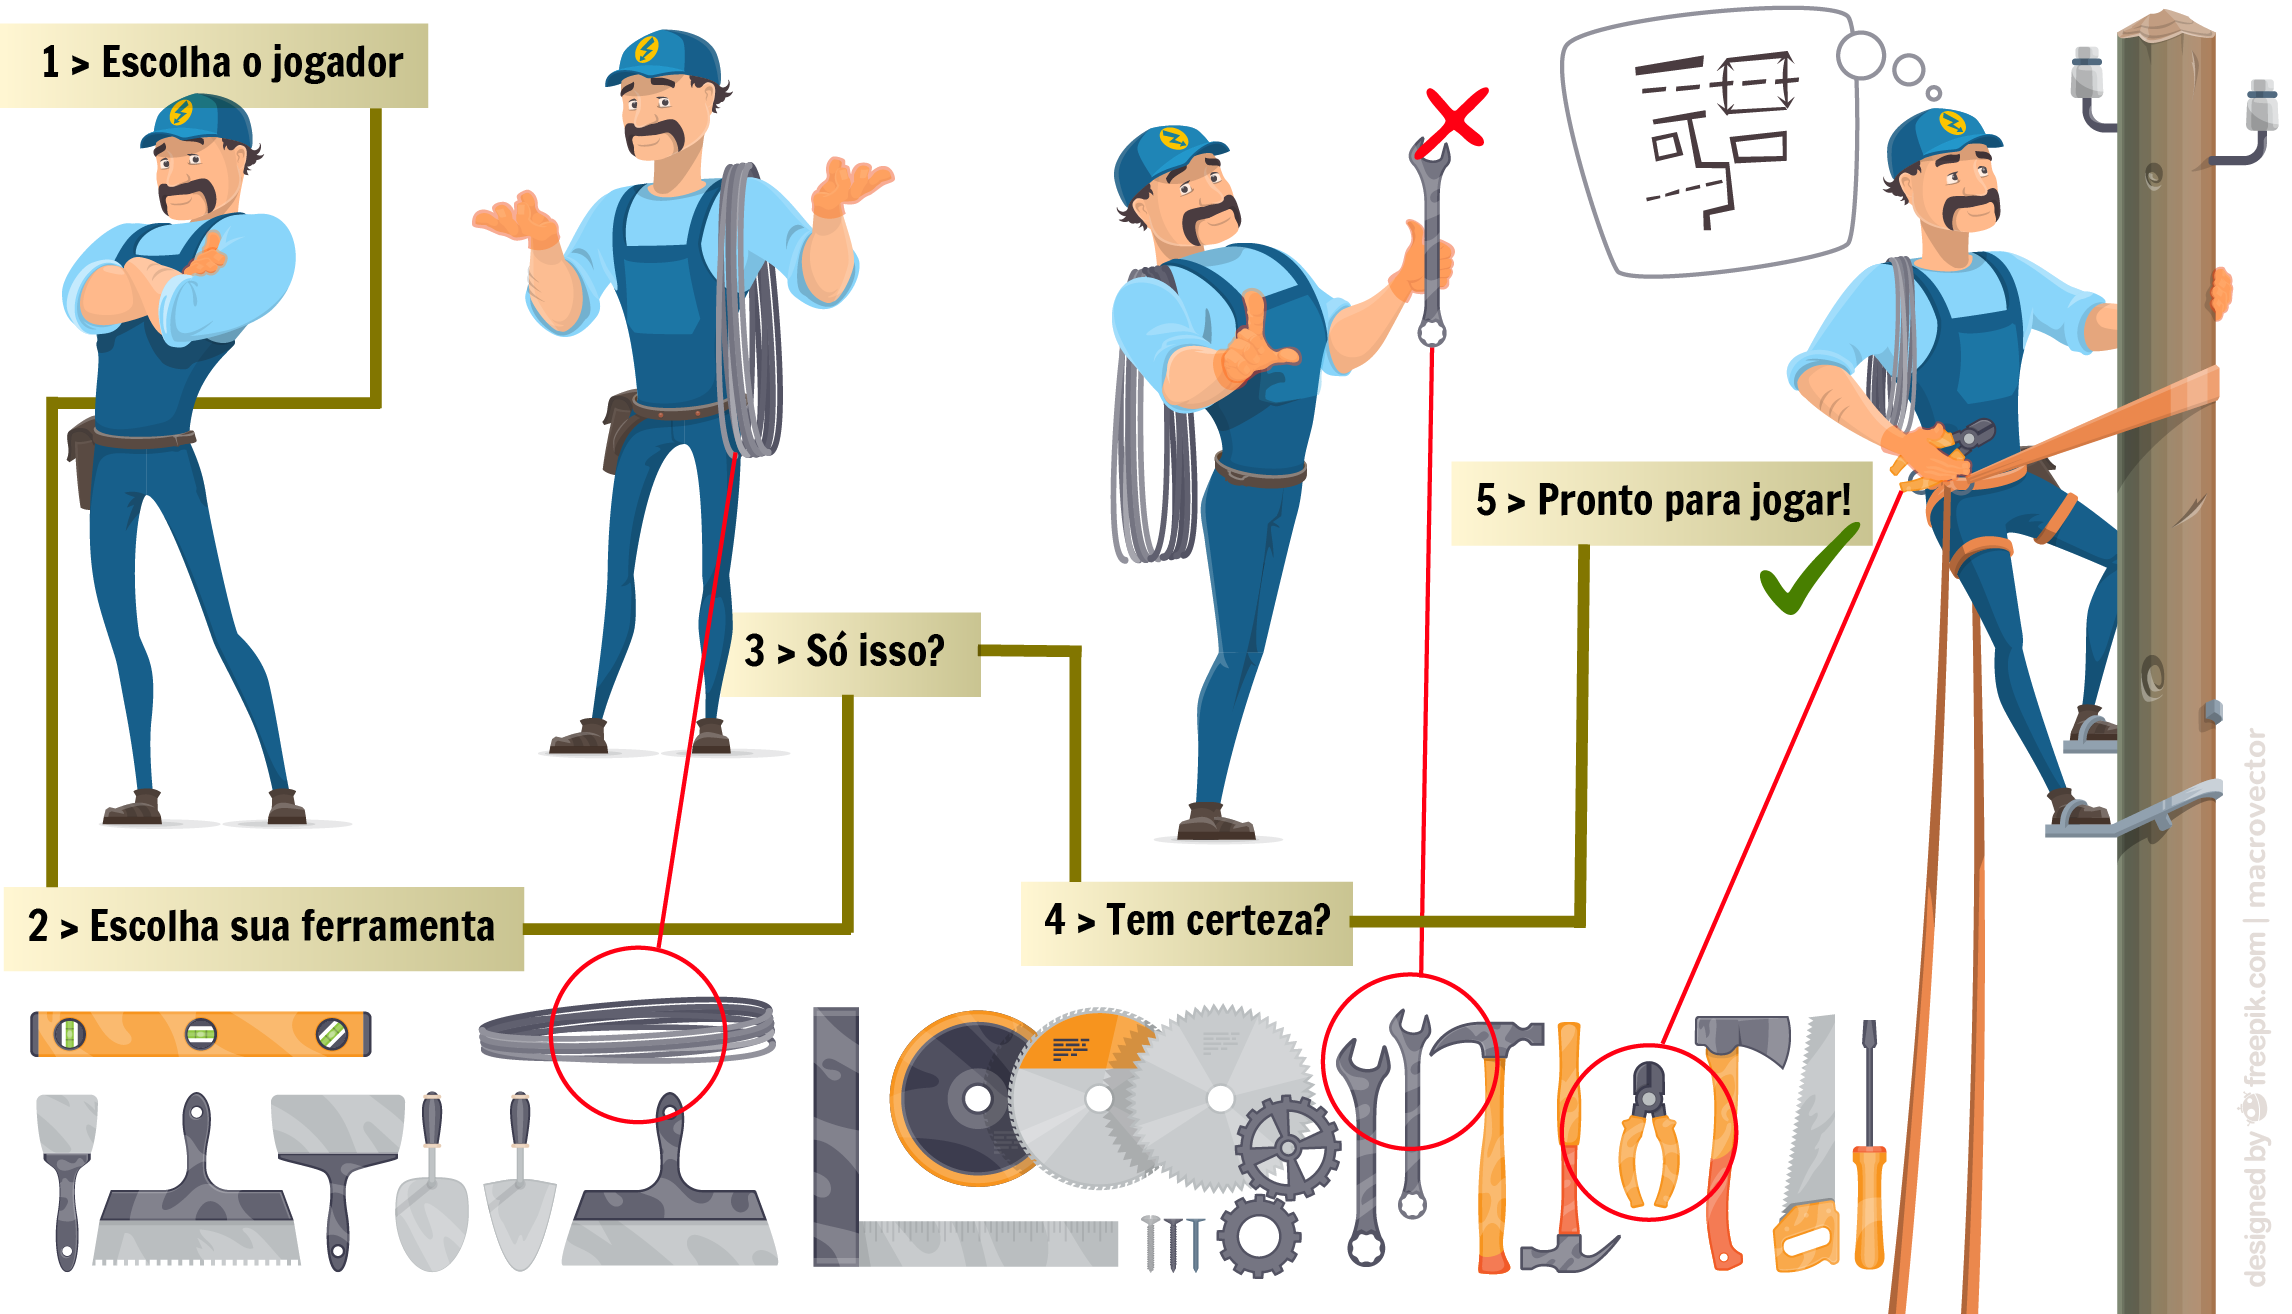 1 > Escolha o jogador
2 > Escolha sua ferramenta
3 > Só isso?
4 > Tem certeza?
5 > Pronto para jogar!
designed by freepik.com | macrovector